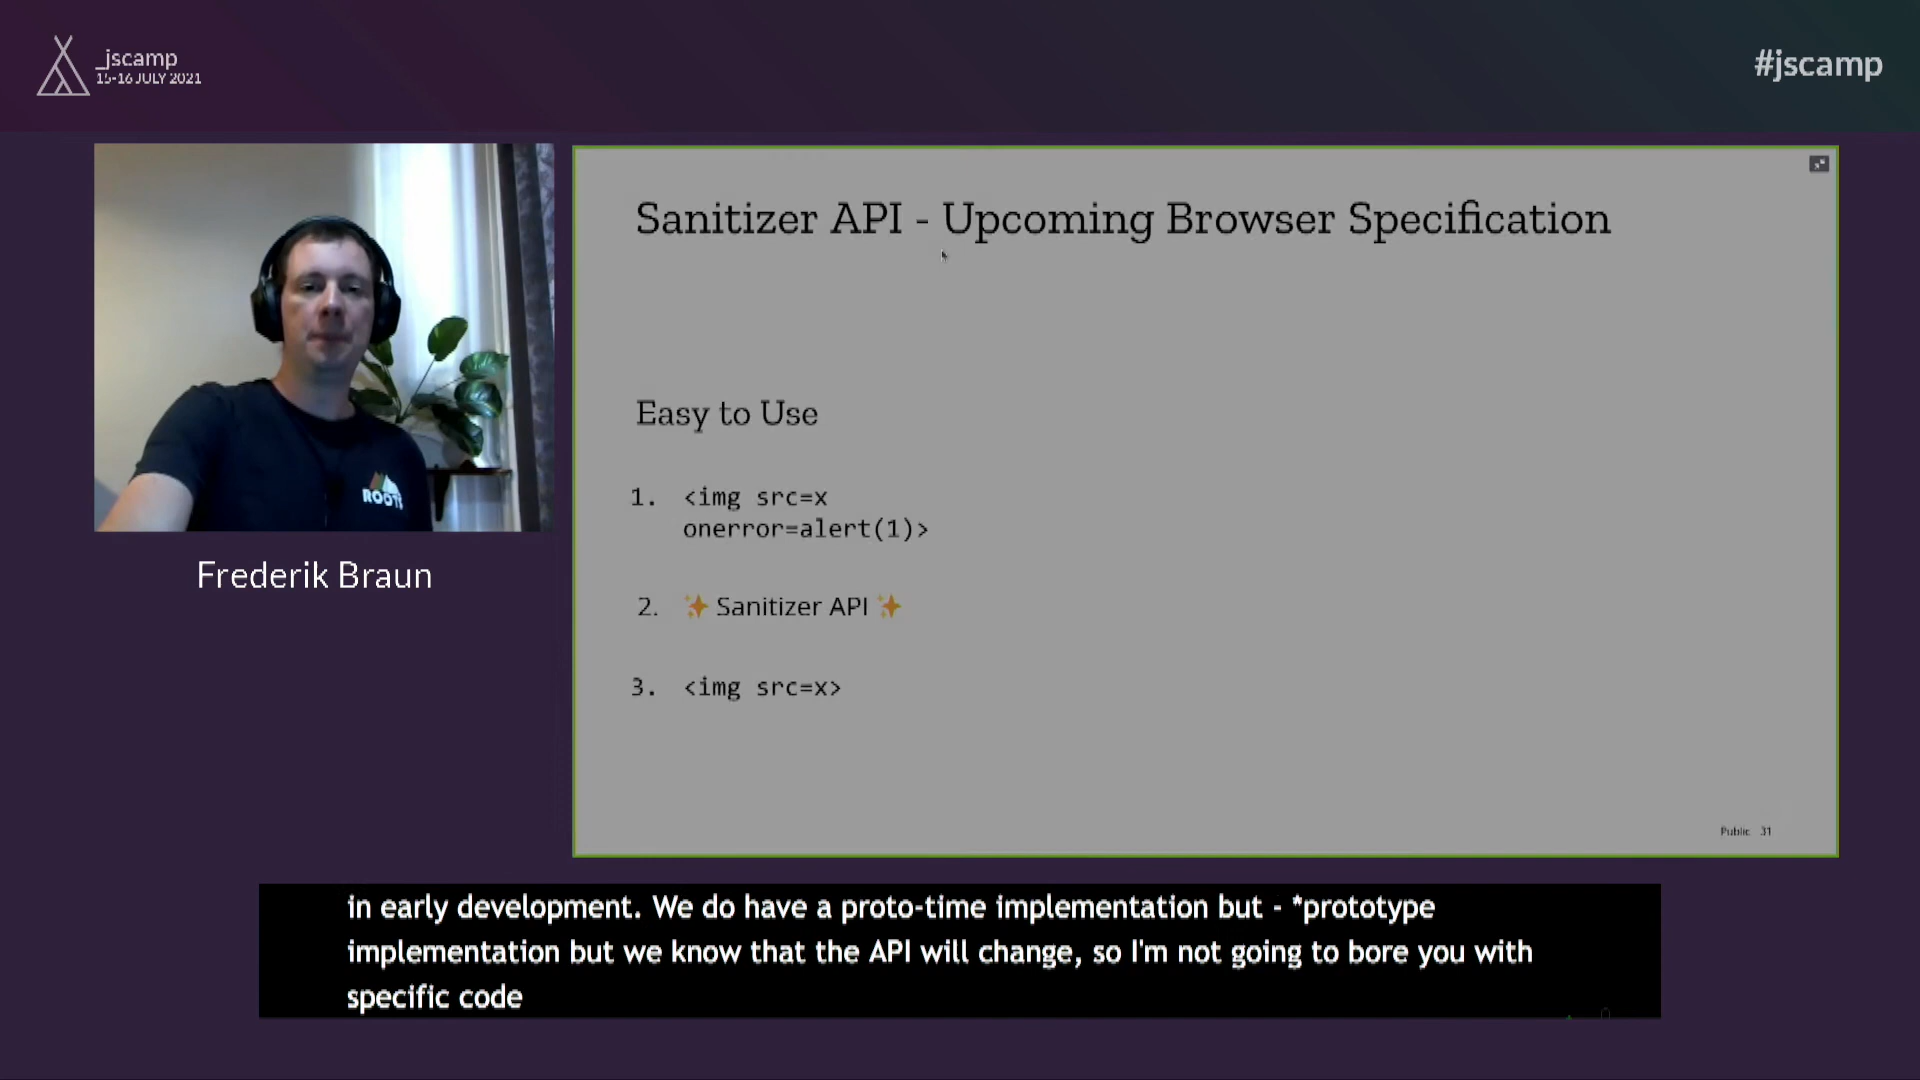 _jscamp
15-16 JULY 2021
#jscamp
Sanitizer API - Upcoming Browser Specification
Easy to Use
1. <img src=x
onerror=alert(1)>
2. ✨ Sanitizer API ✨
3. <img src=x>
Public 31
ROOTS
Frederik Braun
in early development. We do have a proto-time implementation but - *prototype
implementation but we know that the API will change, so I'm not going to bore you with
specific code